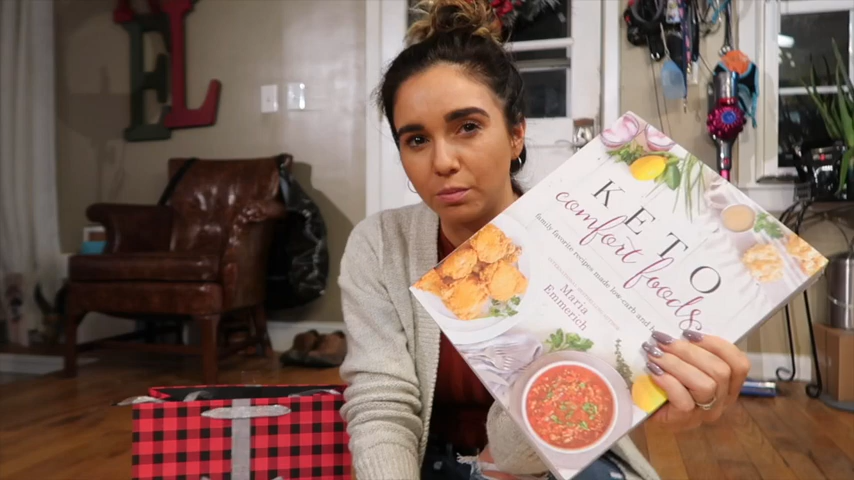 F L
KETO
comfort foods
family favorite recipes made low-carb and
Maria
Emmerich